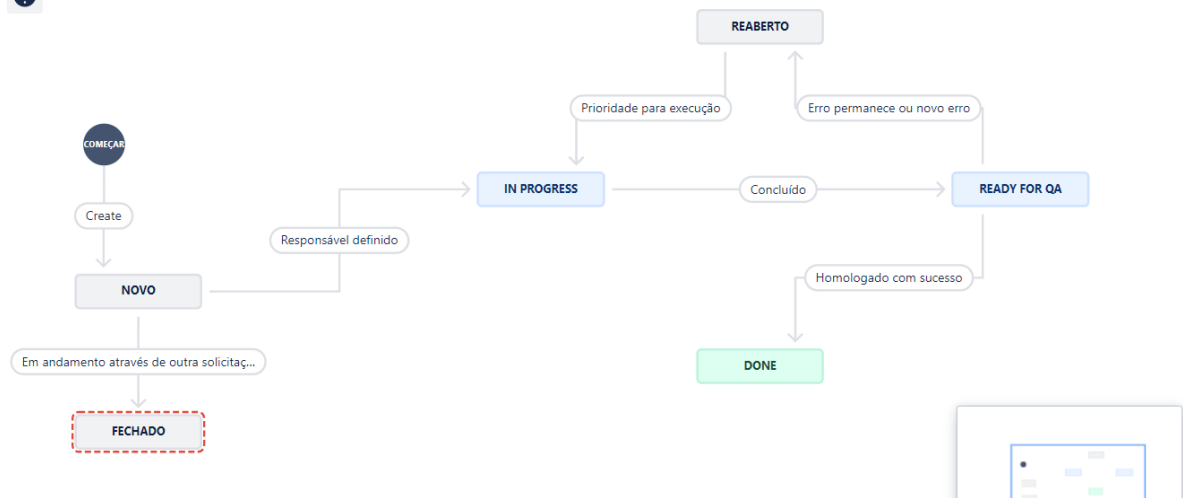 REABERTO
Prioridade para execução
Erro permanece ou novo erro
COMEÇAR
IN PROGRESS
Concluído
READY FOR QA
Create
Responsável definido
Homologado com sucesso
NOVO
Em andamento através de outra solicitaç...
DONE
FECHADO